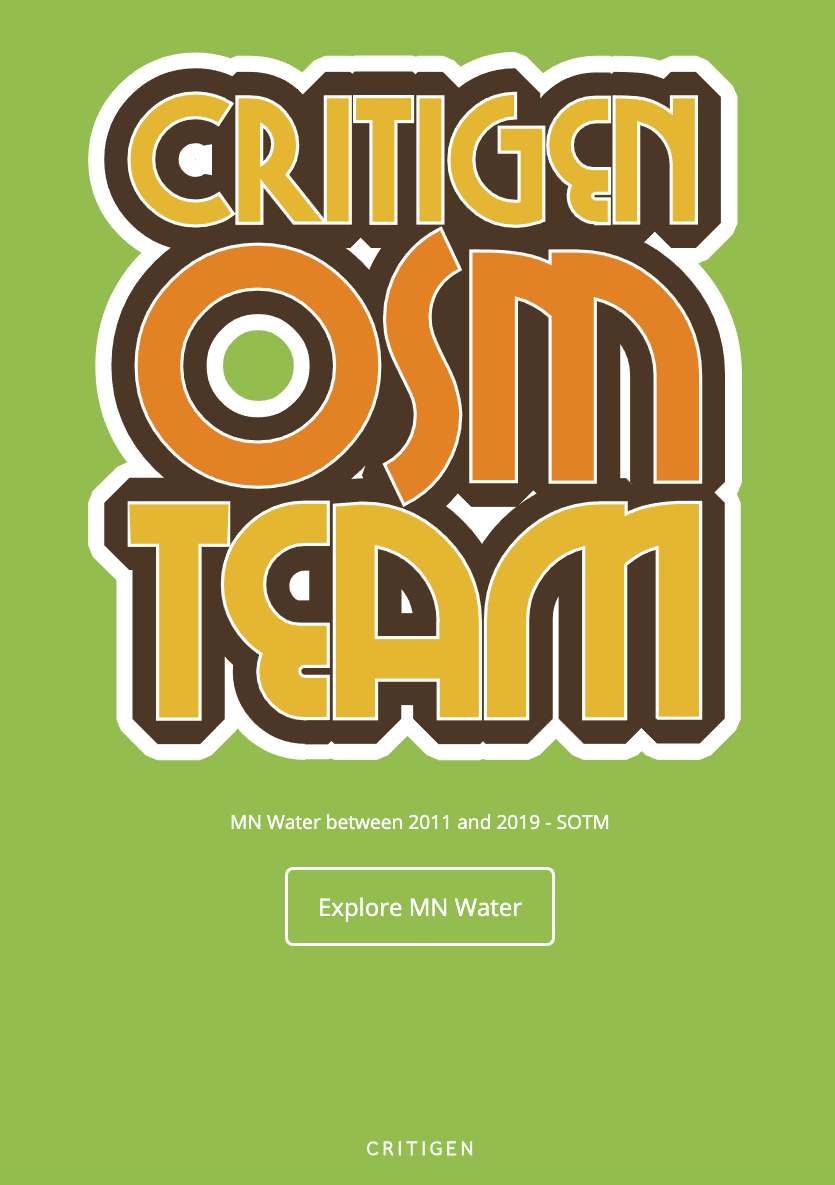 CRITIGEN
OSM
TEAM
MN Water between 2011 and 2019 - SOTM
Explore MN Water
CRITIGEN